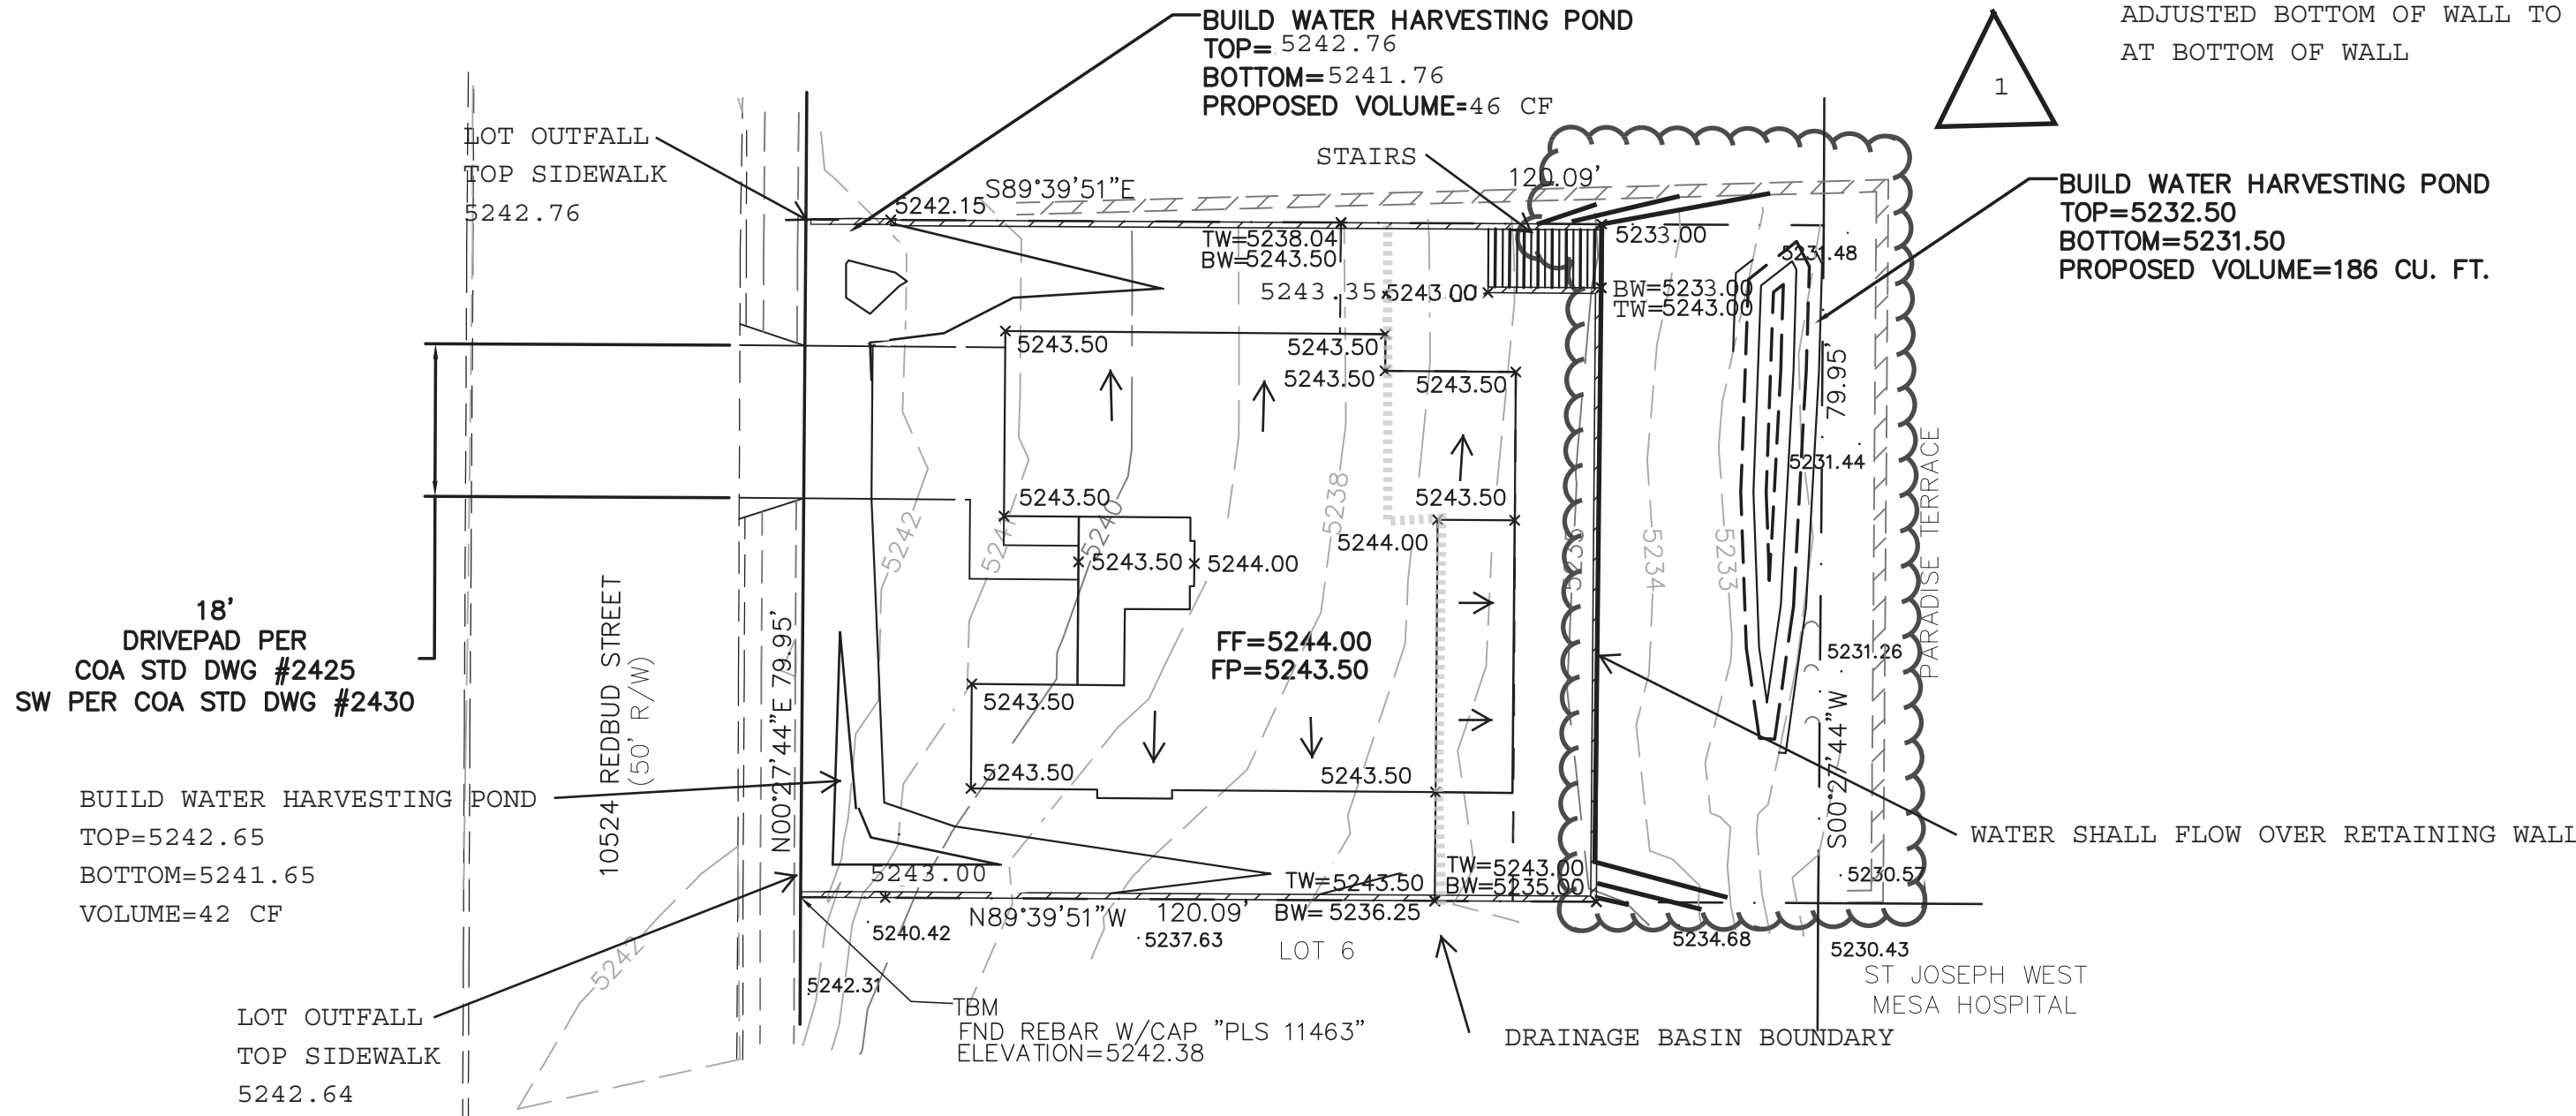 BUILD WATER HARVESTING POND
TOP= 5242.76
BOTTOM=5241.76
PROPOSED VOLUME=46 CF
ADJUSTED BOTTOM OF WALL TO
AT BOTTOM OF WALL
1
LOT OUTFALL
TOP SIDEWALK
5242.76
STAIRS
120.09'
S89°39'51"E
5242.15
BUILD WATER HARVESTING POND
TOP=5232.50
BOTTOM=5231.50
PROPOSED VOLUME=186 CU. FT.
TW=5238.04
BW=5243.50
5233.00
5231.48
5243.35
5243.00
BW=5233.00
TW=5243.00
5243.50
5243.50
5243.50
5243.50
79.95'
5231.44
5243.50
5243.50
5242
5240
5238
5244.00
5234
5233
5243.50
5244.00
PARADISE TERRACE
18'
DRIVEPAD PER
COA STD DWG #2425
SW PER COA STD DWG #2430
10524 REDBUD STREET
(50' R/W)
N00°27'44"E 79.95'
FF=5244.00
FP=5243.50
5231.26
S00°27'44"W
5243.50
5243.50
5243.50
BUILD WATER HARVESTING POND
TOP=5242.65
BOTTOM=5241.65
VOLUME=42 CF
WATER SHALL FLOW OVER RETAINING WALL
5243.00
TW=5243.50
TW=5243.00
BW=5235.00
5230.57
N89°39'51"W
120.09'
BW= 5236.25
5240.42
5237.63
LOT 6
5234.68
5230.43
5242
5242.31
ST JOSEPH WEST
MESA HOSPITAL
LOT OUTFALL
TOP SIDEWALK
5242.64
TBM
FND REBAR W/CAP "PLS 11463"
ELEVATION=5242.38
DRAINAGE BASIN BOUNDARY